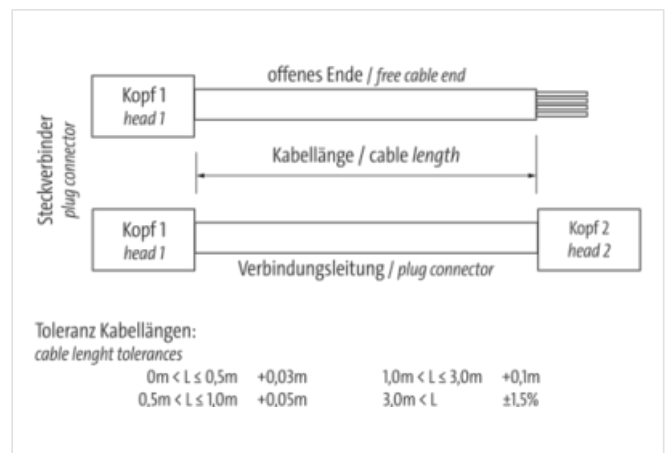 offenes Ende / free cable end
Kopf 1
head 1
Steckverbinder
plug connector
Kabellänge / cable length
Kopf 1
head 1
Kopf 2
head 2
Verbindungsleitung / plug connector
Toleranz Kabellängen:
cable lenght tolerances
0m < L ≤ 0,5m +0,03m 1,0m < L ≤ 3,0m +0,1m
0,5m < L ≤ 1,0m +0,05m 3,0m < L ±1,5%